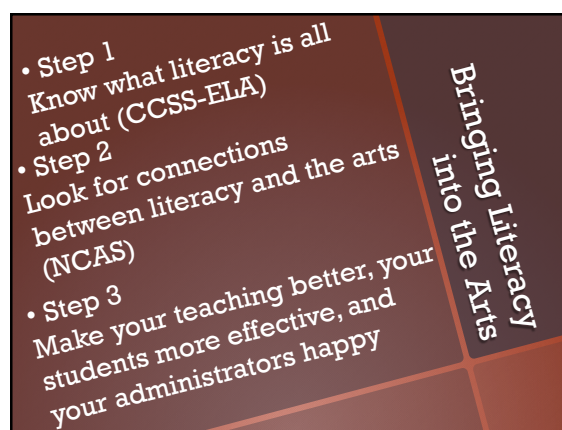 • Step 1
Know what literacy is all
about (CCSS-ELA)
• Step 2
Look for connections
between literacy and the arts
(NCAS)
• Step 3
Make your teaching better, your
students more effective, and
your administrators happy
Bringing Literacy
into the Arts